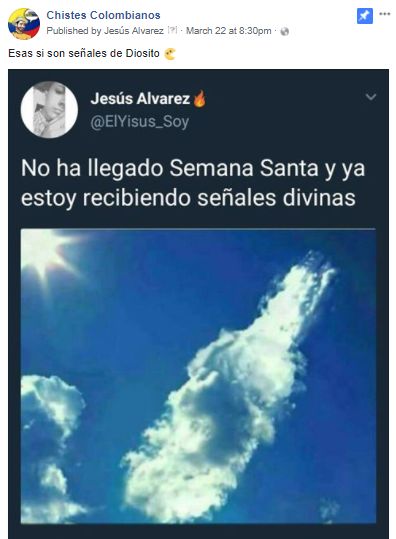 Chistes Colombianos
Published by Jesús Alvarez [?] · March 22 at 8:30pm ·
Esas si son señales de Diosito
Jesús Alvarez
@ElYisus_Soy
No ha llegado Semana Santa y ya
estoy recibiendo señales divinas